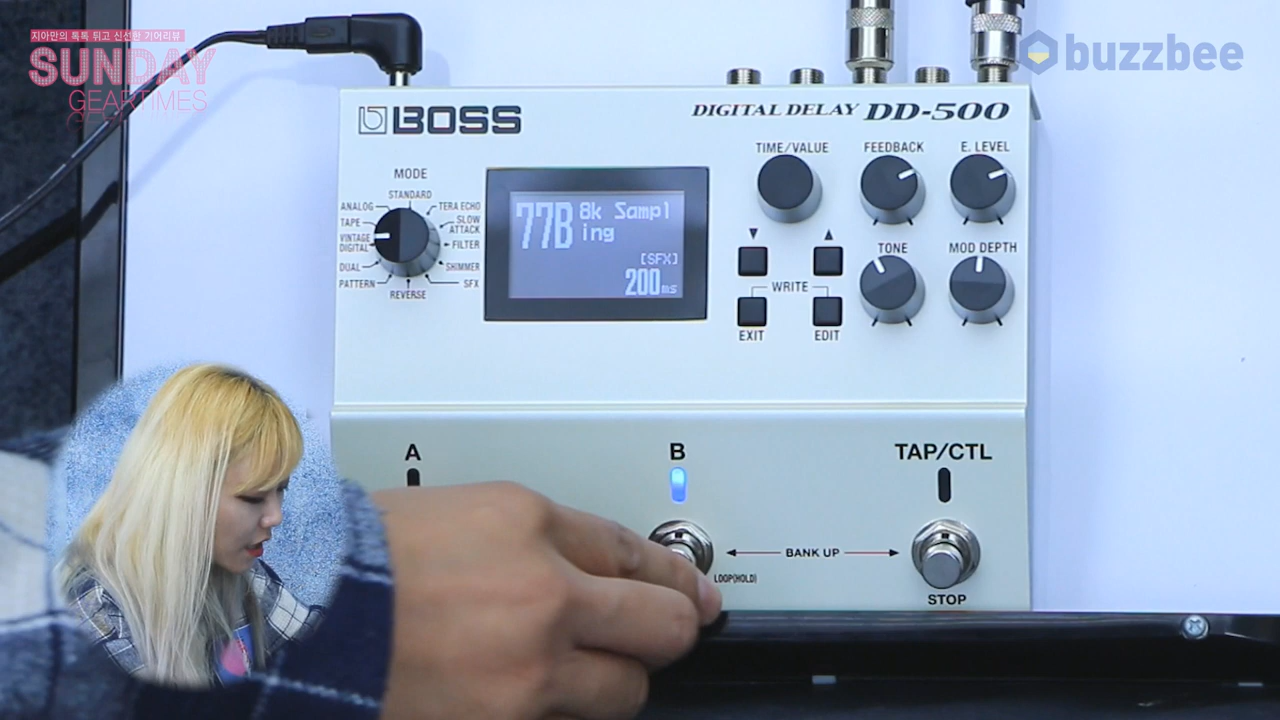 지아만의 톡톡 튀고 신선한 기어리뷰
SUNDAY
GEARTIMES
buzzbee
BOSS
DIGITAL DELAY DD-500
MODE
STANDARD
ANALOG
TERA ECHO
TAPE
SLOW
ATTACK
VINTAGE
DIGITAL
FILTER
DUAL
SHIMMER
PATTERN
SFX
REVERSE
77B
8k Sampl
ing
[SFX]
200ms
TIME/VALUE
FEEDBACK
E. LEVEL
▼
▲
TONE
MOD DEPTH
WRITE
EXIT
EDIT
A
B
TAP/CTL
BANK UP
LOOP(HOLD)
STOP